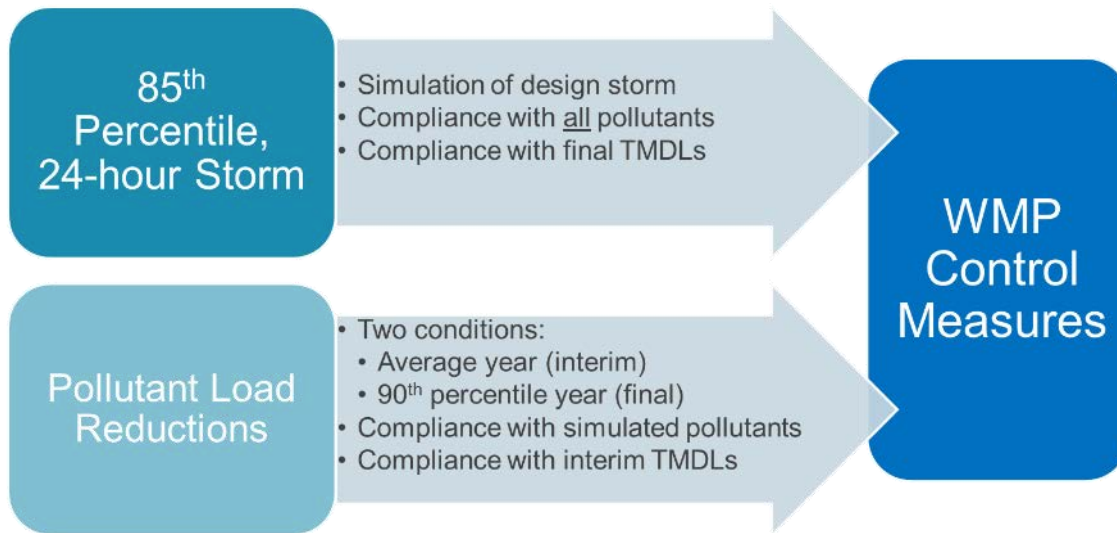 85th
Percentile,
24-hour Storm
• Simulation of design storm
• Compliance with all pollutants
• Compliance with final TMDLs
Pollutant Load
Reductions
• Two conditions:
• Average year (interim)
• 90th percentile year (final)
• Compliance with simulated pollutants
• Compliance with interim TMDLs
WMP
Control
Measures